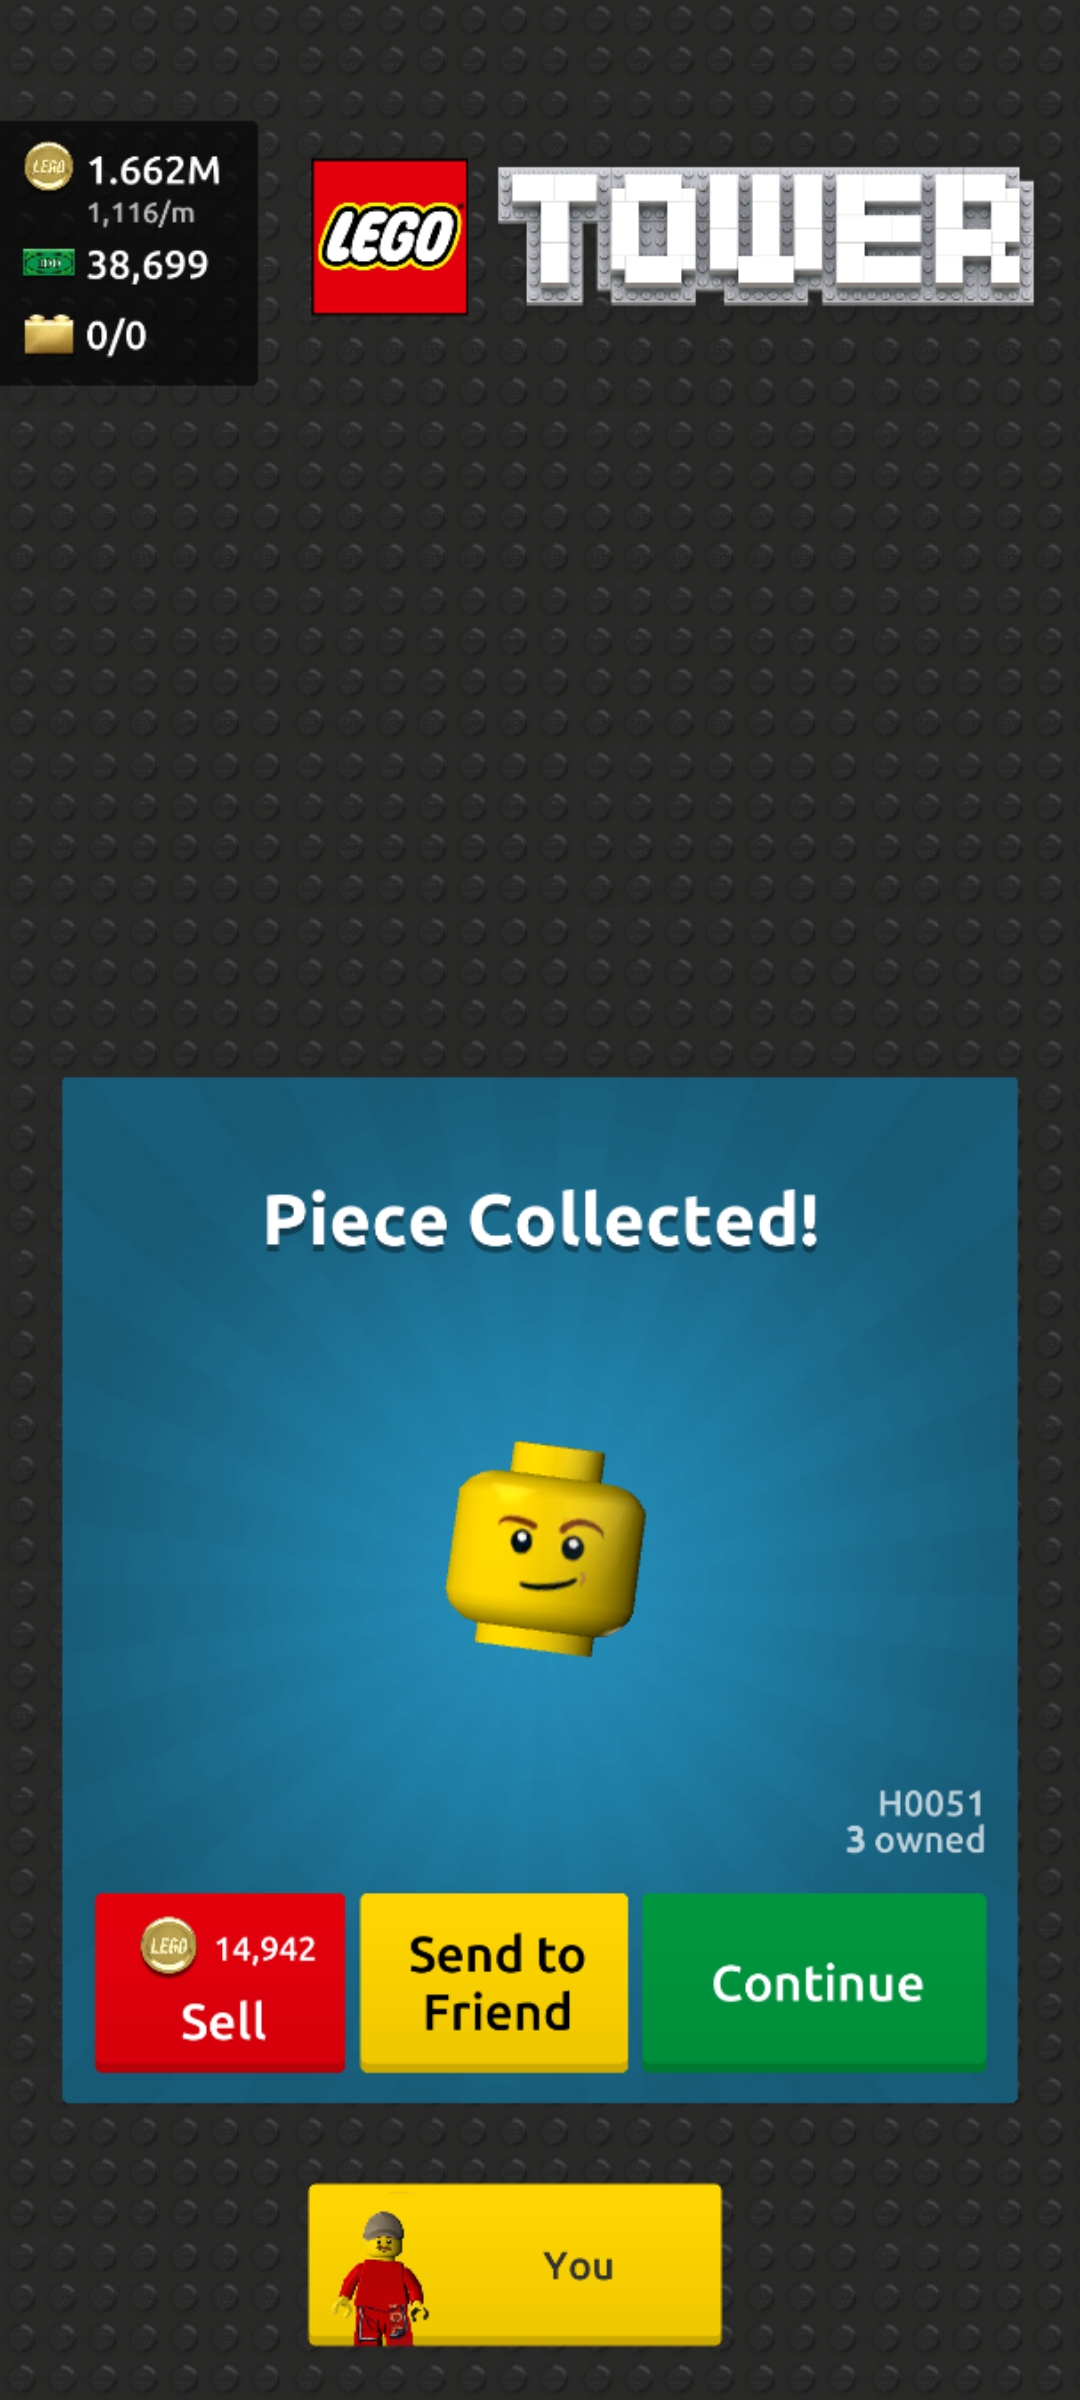 LEGO
1.662M
1,116/m
38,699
0/0
LEGO
TOWER
Piece Collected!
H0051
3 owned
LEGO
14,942
Sell
Send to
Friend
Continue
You